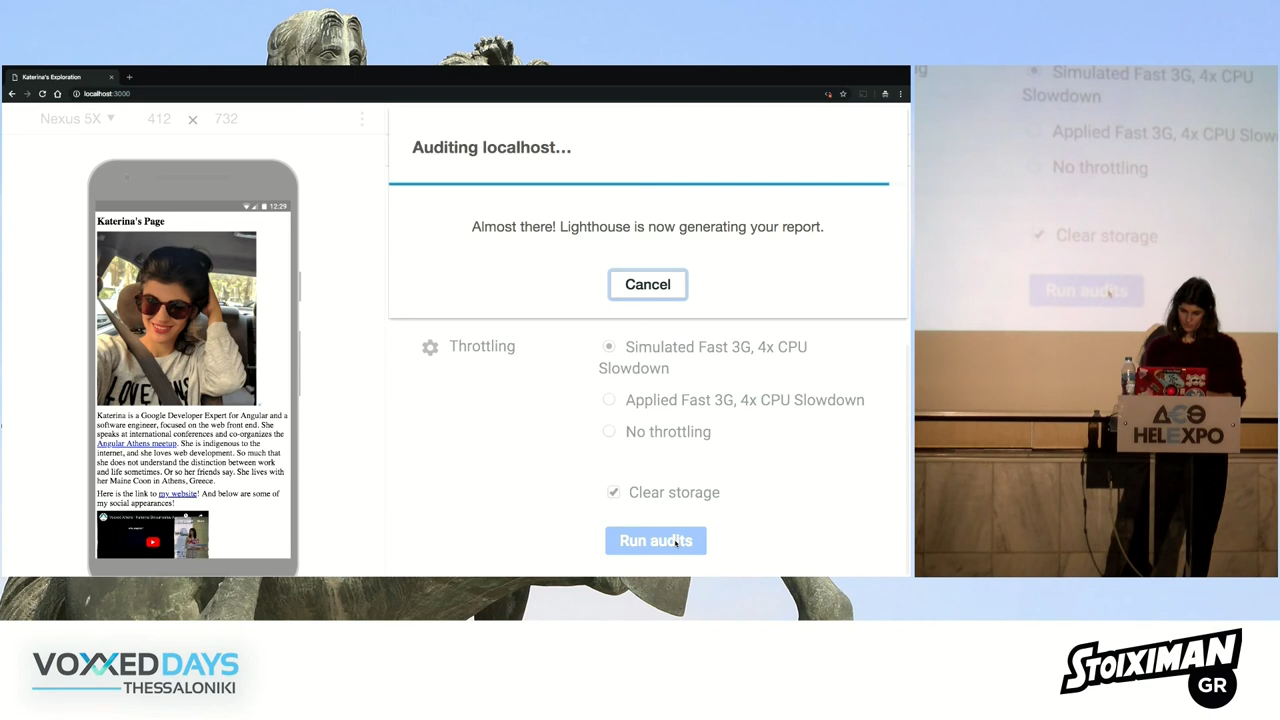 Katerina's Exploration
localhost:3000
Nexus 5X ▼ 412 × 732
12:29
Katerina's Page
Katerina is a Google Developer Expert for Angular and a
software engineer, focused on the web front end. She
speaks at international conferences and co-organizes the
Angular Athens meetup. She is indigenous to the
internet, and she loves web development. So much that
she does not understand the distinction between work
and life sometimes. Or so her friends say. She lives with
her Maine Coon in Athens, Greece.
Here is the link to my website! And below are some of
my social appearances!
Auditing localhost...
Almost there! Lighthouse is now generating your report.
Cancel
Throttling
Simulated Fast 3G, 4x CPU
Slowdown
Applied Fast 3G, 4x CPU Slowdown
No throttling
Clear storage
Run audits
Simulated Fast 3G, 4x CPU
Slowdown
Applied Fast 3G, 4x CPU Slow
No throttling
Clear storage
Run audits
ΔΕΘ
HELEXPO
VOXXED DAYS
THESSALONIKI
STOIXIMAN
GR